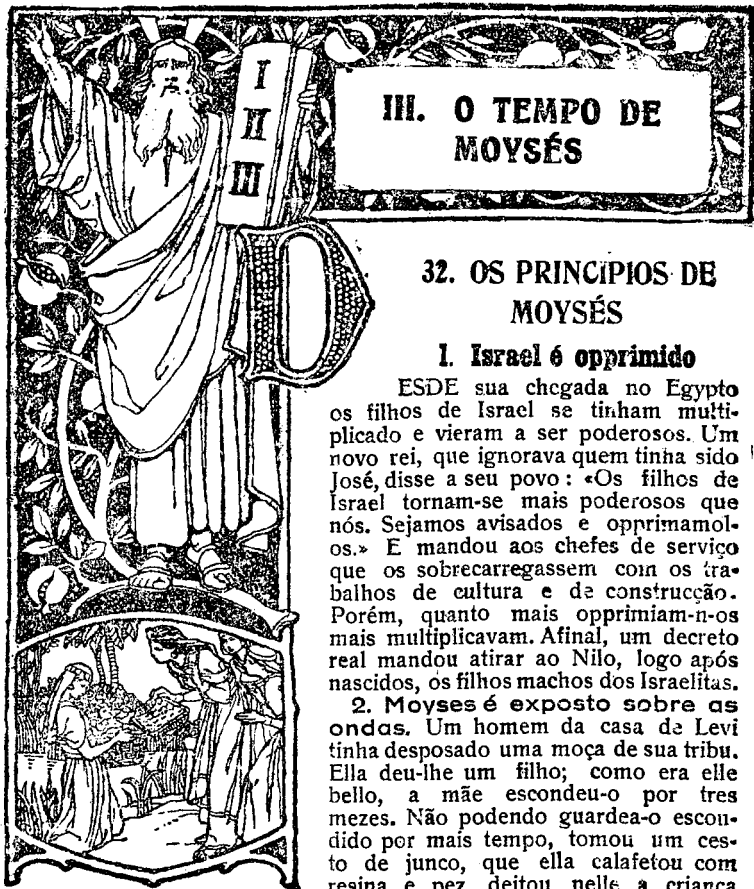 I
II
III
III. O TEMPO DE
MOYSÉS
32. OS PRINCIPIOS DE
MOYSÉS
I. Israel é opprimido
DESDE sua chegada no Egypto
os filhos de Israel se tinham multi-
plicado e vieram a ser poderosos. Um
novo rei, que ignorava quem tinha sido
José, disse a seu povo: «Os filhos de
Israel tornam-se mais poderosos que
nós. Sejamos avisados e opprimamol-
os.» E mandou aos chefes de serviço
que os sobrecarregassem com os tra-
balhos de cultura e de construcção.
Porém, quanto mais opprimiam-n-os
mais multiplicavam. Afinal, um decreto
real mandou atirar ao Nilo, logo após
nascidos, os filhos machos dos Israelitas.
2. Moyses é exposto sobre as
ondas. Um homem da casa de Levi
tinha desposado uma moça de sua tribu.
Ella deu-lhe um filho; como era elle
bello, a mãe escondeu-o por tres
mezes. Não podendo guardea-o escon-
dido por mais tempo, tomou um ces-
to de junco, que ella calafetou com
resina e pez, deitou nelle a criança